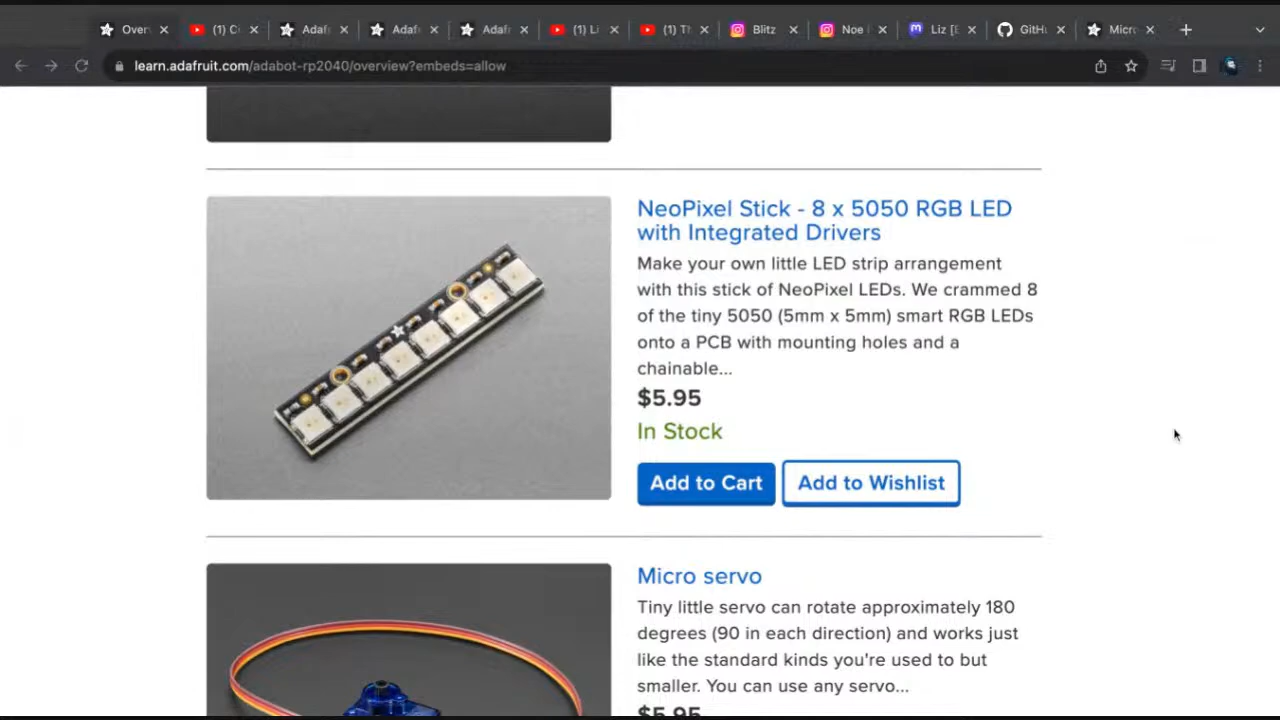 Over
(1) C
Adaf
Adaf
Adafr
(1) Li
(1) Th
Blitz
Noe
Liz [E
GitHu
Micro
learn.adafruit.com/adabot-rp2040/overview?embeds=allow
NeoPixel Stick - 8 x 5050 RGB LED
with Integrated Drivers
Make your own little LED strip arrangement
with this stick of NeoPixel LEDs. We crammed 8
of the tiny 5050 (5mm x 5mm) smart RGB LEDs
onto a PCB with mounting holes and a
chainable...
$5.95
In Stock
Add to Cart
Add to Wishlist
Micro servo
Tiny little servo can rotate approximately 180
degrees (90 in each direction) and works just
like the standard kinds you're used to but
smaller. You can use any servo...
$5.95